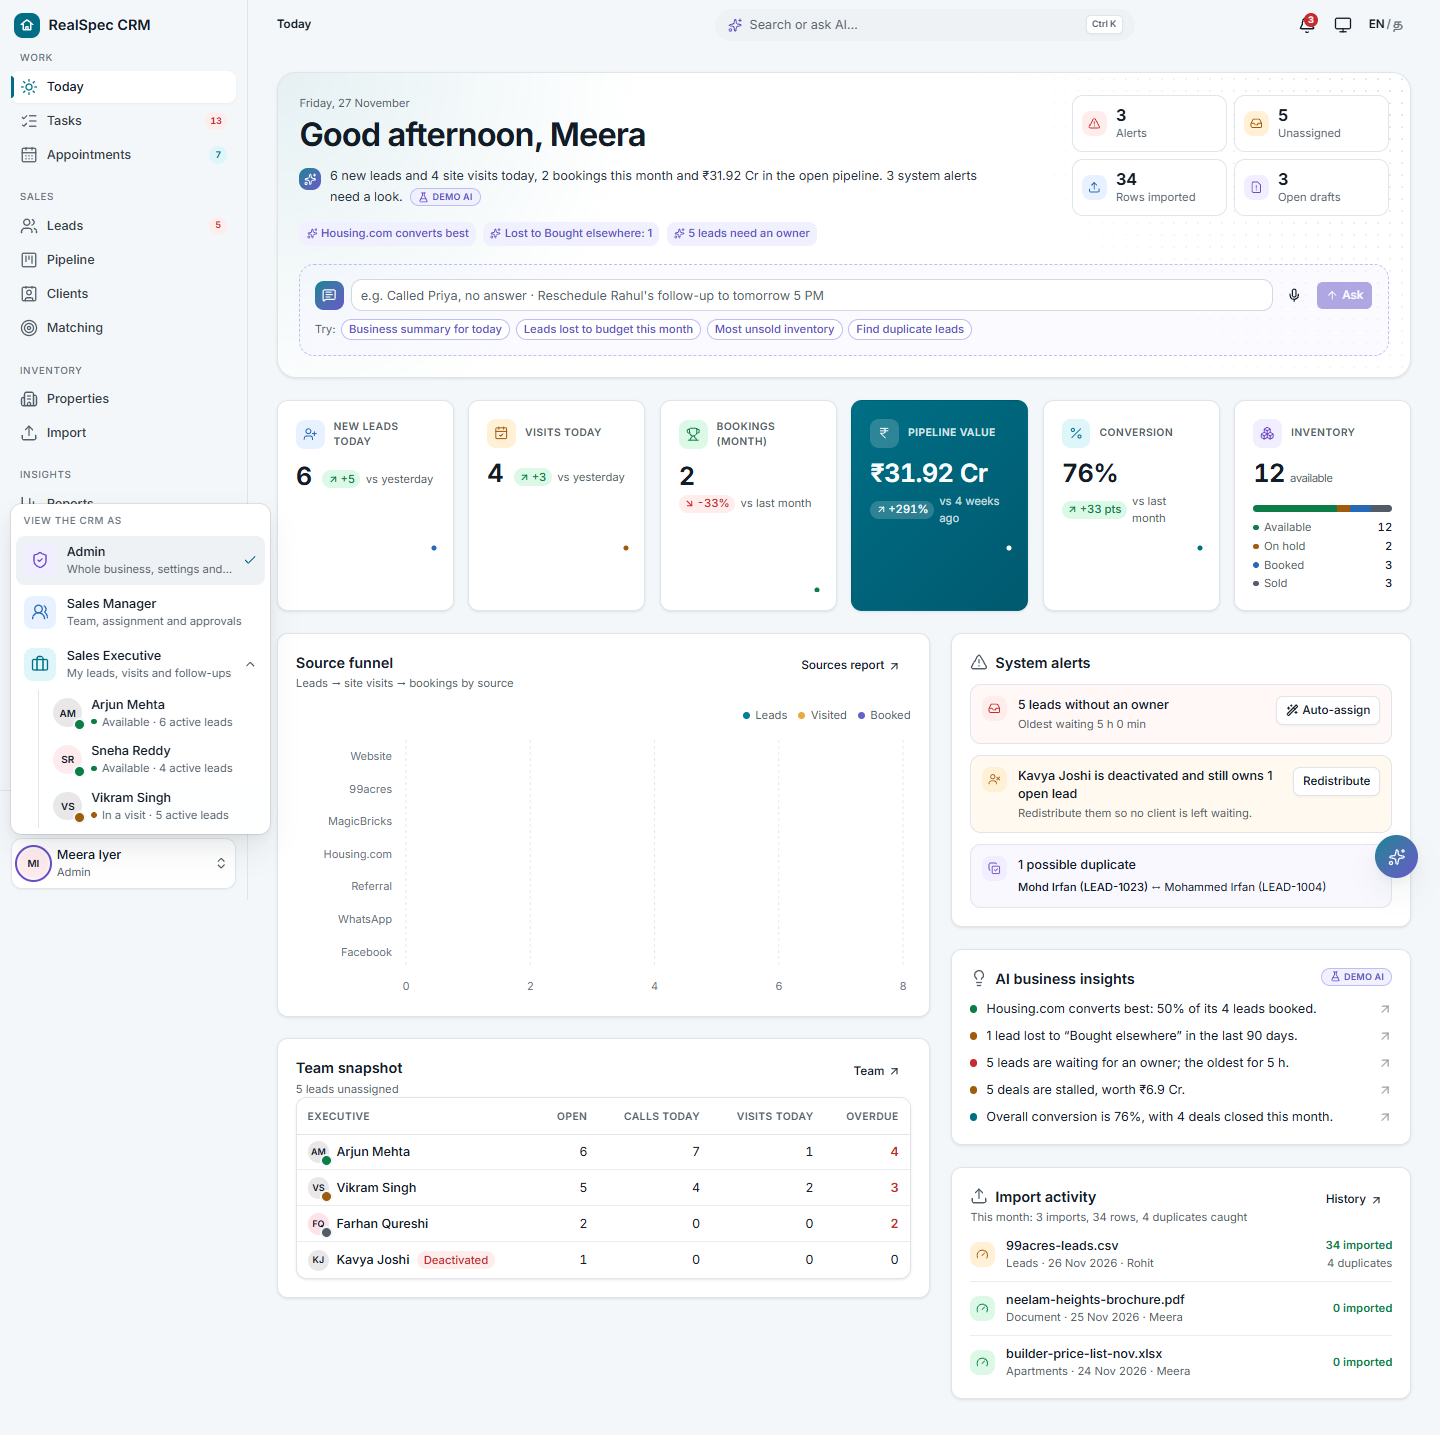 RealSpec CRM
WORK
Today
Tasks 13
Appointments 7
SALES
Leads 5
Pipeline
Clients
Matching
INVENTORY
Properties
Import
INSIGHTS
Reports
VIEW THE CRM AS
Admin
Whole business, settings and...
Sales Manager
Team, assignment and approvals
Sales Executive
My leads, visits and follow-ups
AM Arjun Mehta
Available · 6 active leads
SR Sneha Reddy
Available · 4 active leads
VS Vikram Singh
In a visit · 5 active leads
MI Meera Iyer
Admin
Today
Search or ask AI...
Ctrl K
3
EN / த
Friday, 27 November
Good afternoon, Meera
6 new leads and 4 site visits today, 2 bookings this month and ₹31.92 Cr in the open pipeline. 3 system alerts
need a look. DEMO AI
Housing.com converts best
Lost to Bought elsewhere: 1
5 leads need an owner
3
Alerts
5
Unassigned
34
Rows imported
3
Open drafts
e.g. Called Priya, no answer · Reschedule Rahul's follow-up to tomorrow 5 PM
Ask
Try: Business summary for today Leads lost to budget this month Most unsold inventory Find duplicate leads
NEW LEADS
TODAY
6 +5 vs yesterday
VISITS TODAY
4 +3 vs yesterday
BOOKINGS
(MONTH)
2
-33% vs last month
₹ PIPELINE VALUE
₹31.92 Cr
+291% vs 4 weeks
ago
CONVERSION
76%
+33 pts vs last
month
INVENTORY
12 available
Available 12
On hold 2
Booked 3
Sold 3
Source funnel
Leads → site visits → bookings by source
Sources report
Leads Visited Booked
Website
99acres
MagicBricks
Housing.com
Referral
WhatsApp
Facebook
0 2 4 6 8
System alerts
5 leads without an owner
Oldest waiting 5 h 0 min
Auto-assign
Kavya Joshi is deactivated and still owns 1
open lead
Redistribute them so no client is left waiting.
Redistribute
1 possible duplicate
Mohd Irfan (LEAD-1023) ↔ Mohammed Irfan (LEAD-1004)
AI business insights
DEMO AI
Housing.com converts best: 50% of its 4 leads booked.
1 lead lost to “Bought elsewhere” in the last 90 days.
5 leads are waiting for an owner; the oldest for 5 h.
5 deals are stalled, worth ₹6.9 Cr.
Overall conversion is 76%, with 4 deals closed this month.
Team snapshot
5 leads unassigned
Team
EXECUTIVE OPEN CALLS TODAY VISITS TODAY OVERDUE
AM Arjun Mehta 6 7 1 4
VS Vikram Singh 5 4 2 3
FQ Farhan Qureshi 2 0 0 2
KJ Kavya Joshi Deactivated 1 0 0 0
Import activity
This month: 3 imports, 34 rows, 4 duplicates caught
History
99acres-leads.csv
Leads · 26 Nov 2026 · Rohit
34 imported
4 duplicates
neelam-heights-brochure.pdf
Document · 25 Nov 2026 · Meera
0 imported
builder-price-list-nov.xlsx
Apartments · 24 Nov 2026 · Meera
0 imported